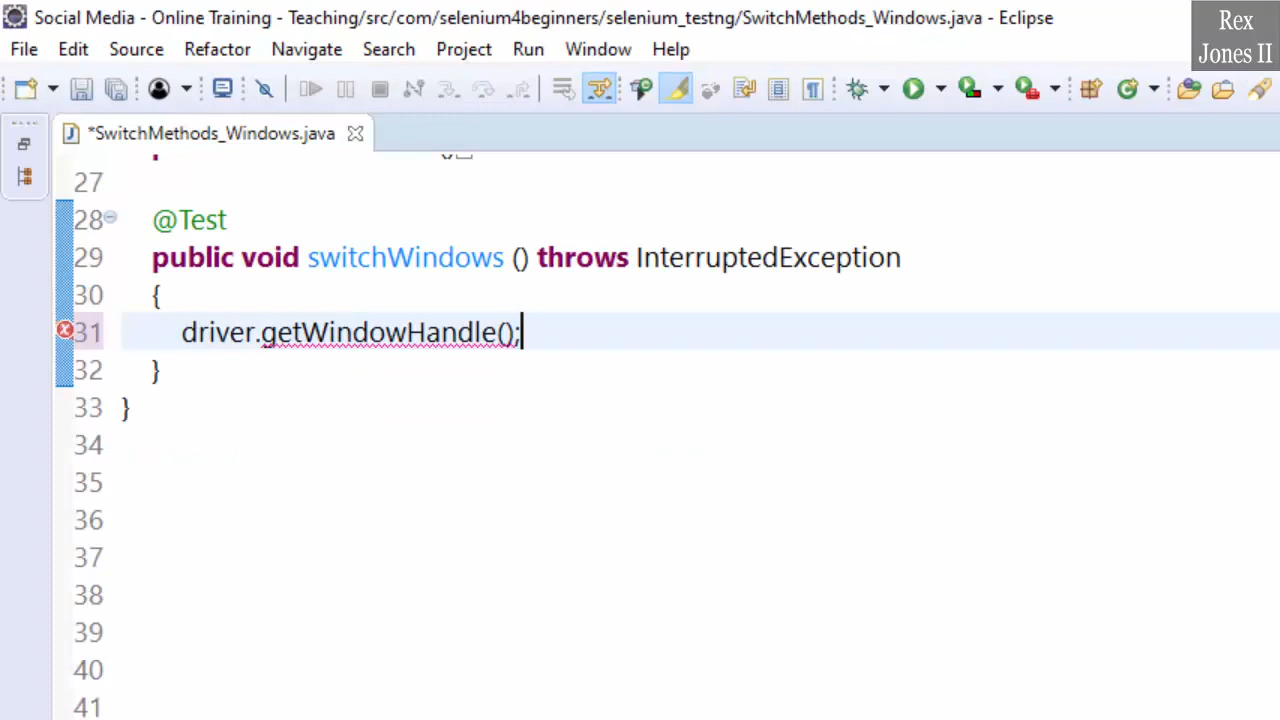 Social Media - Online Training - Teaching/src/com/selenium4beginners/selenium_testng/SwitchMethods_Windows.java - Eclipse
Rex
Jones II
File Edit Source Refactor Navigate Search Project Run Window Help
*SwitchMethods_Windows.java
27
28 @Test
29 public void switchWindows () throws InterruptedException
30 {
31 driver.getWindowHandle();
32 }
33 }
34
35
36
37
38
39
40
41